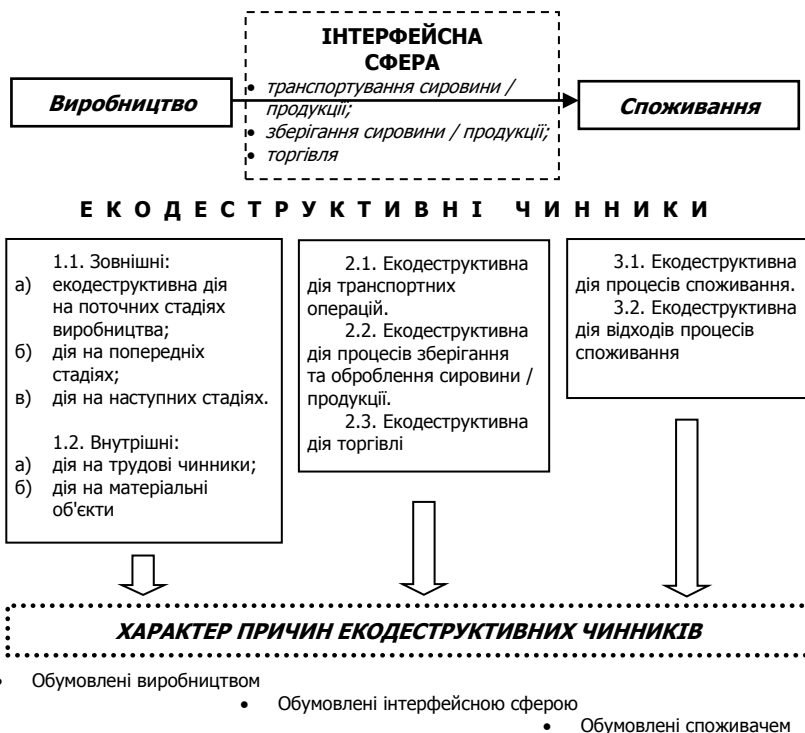 ІНТЕРФЕЙСНА
СФЕРА
• транспортування сировини /
продукції;
• зберігання сировини / продукції;
• торгівля
Виробництво
Споживання
ЕКОДЕСТРУКТИВНІ ЧИННИКИ
1.1. Зовнішні:
а) екодеструктивна дія
на поточних стадіях
виробництва;
б) дія на попередніх
стадіях;
в) дія на наступних стадіях.
1.2. Внутрішні:
а) дія на трудові чинники;
б) дія на матеріальні
об'єкти
2.1. Екодеструктивна
дія транспортних
операцій.
2.2. Екодеструктивна
дія процесів зберігання
та оброблення сировини /
продукції.
2.3. Екодеструктивна
дія торгівлі
3.1. Екодеструктивна
дія процесів споживання.
3.2. Екодеструктивна
дія відходів процесів
споживання
ХАРАКТЕР ПРИЧИН ЕКОДЕСТРУКТИВНИХ ЧИННИКІВ
• Обумовлені виробництвом
• Обумовлені інтерфейсною сферою
• Обумовлені споживачем